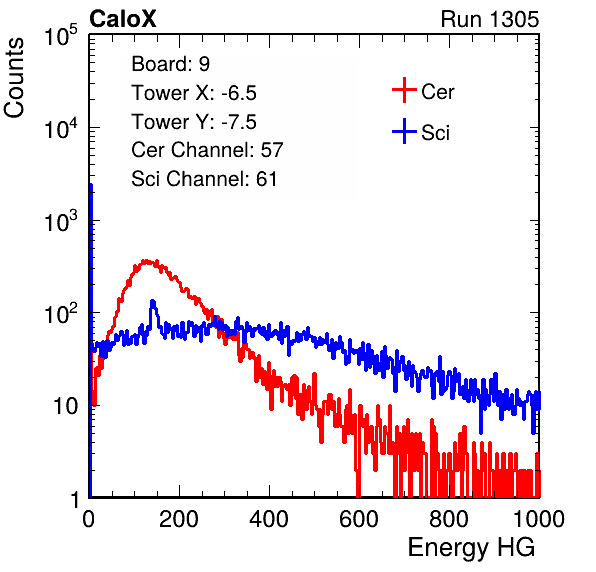 CaloX Run 1305
Counts
Board: 9
Tower X: -6.5
Tower Y: -7.5
Cer Channel: 57
Sci Channel: 61
Cer
Sci
10^5
10^4
10^3
10^2
10
1
0 200 400 600 800 1000
Energy HG